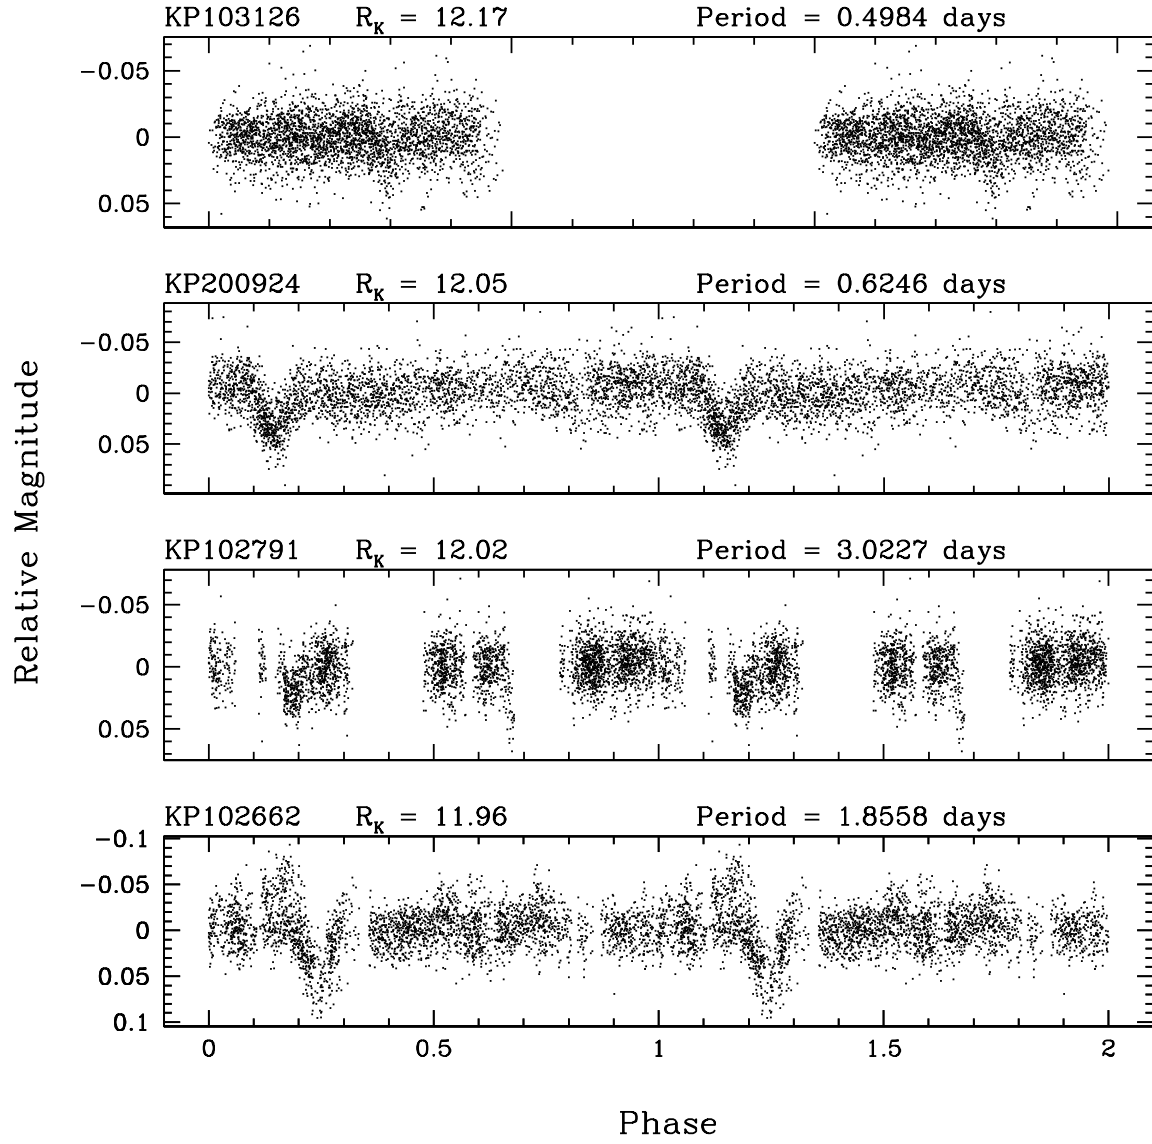 KP103126 R_K = 12.17 Period = 0.4984 days
−0.05
0
0.05
KP200924 R_K = 12.05 Period = 0.6246 days
−0.05
0
0.05
KP102791 R_K = 12.02 Period = 3.0227 days
−0.05
0
0.05
KP102662 R_K = 11.96 Period = 1.8558 days
−0.1
−0.05
0
0.05
0.1
0 0.5 1 1.5 2
Phase
Relative Magnitude